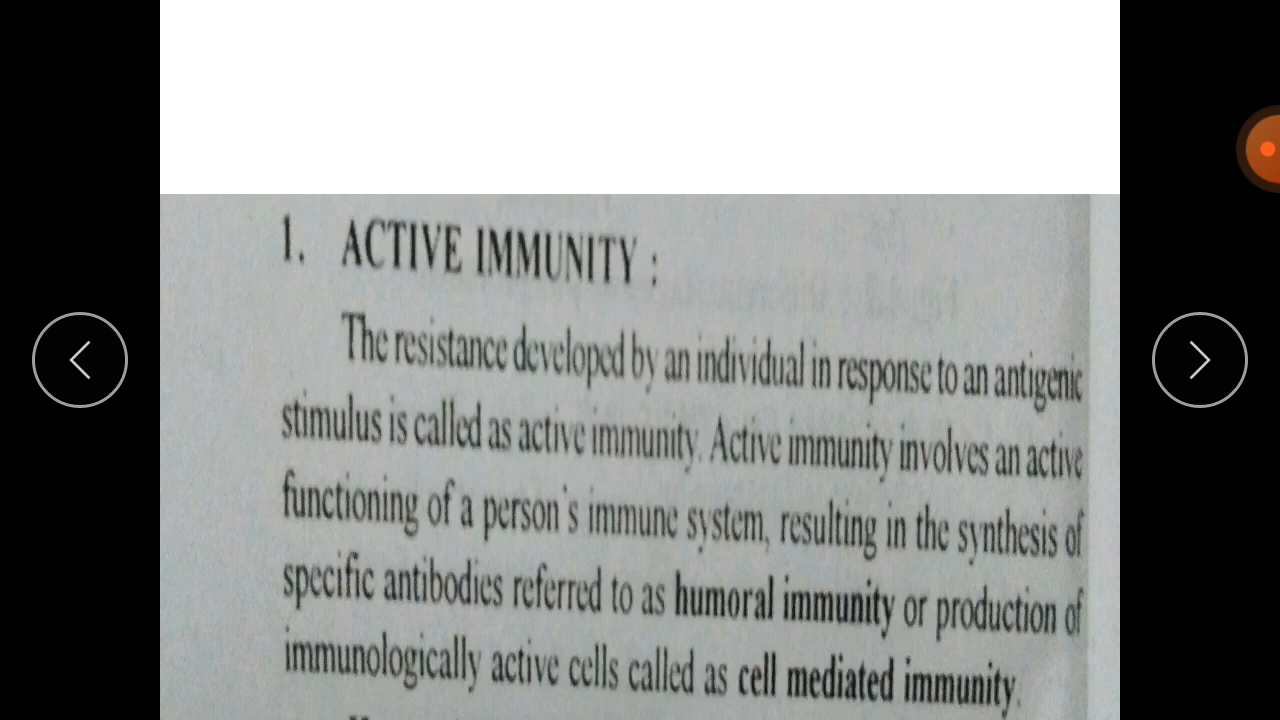 1. ACTIVE IMMUNITY :
The resistance developed by an individual in response to an antigenic
stimulus is called as active immunity. Active immunity involves an active
functioning of a person's immune system, resulting in the synthesis of
specific antibodies referred to as humoral immunity or production of
immunologically active cells called as cell mediated immunity.